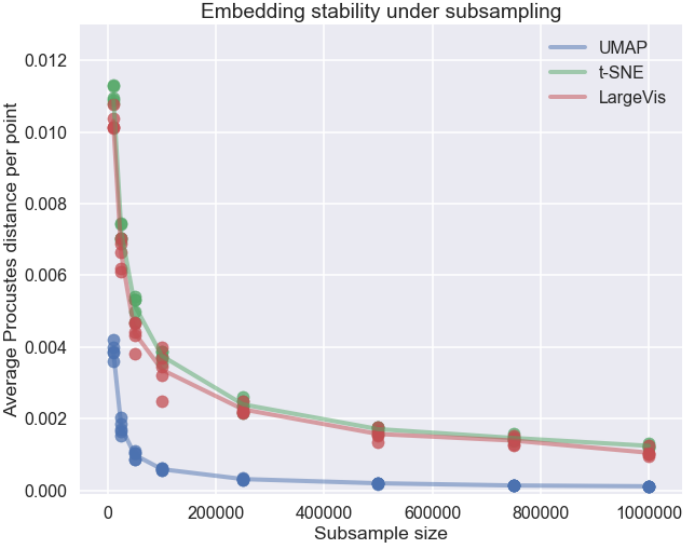 Embedding stability under subsampling
UMAP
t-SNE
LargeVis
Average Procustes distance per point
0.012
0.010
0.008
0.006
0.004
0.002
0.000
0 200000 400000 600000 800000 1000000
Subsample size